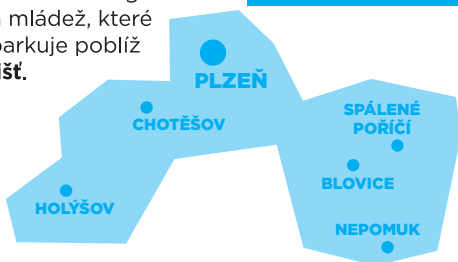 mládež, které
parkuje poblíž
išť.
PLZEŇ
CHOTĚŠOV
SPÁLENÉ
POŘÍČÍ
BLOVICE
HOLÝŠOV
NEPOMUK